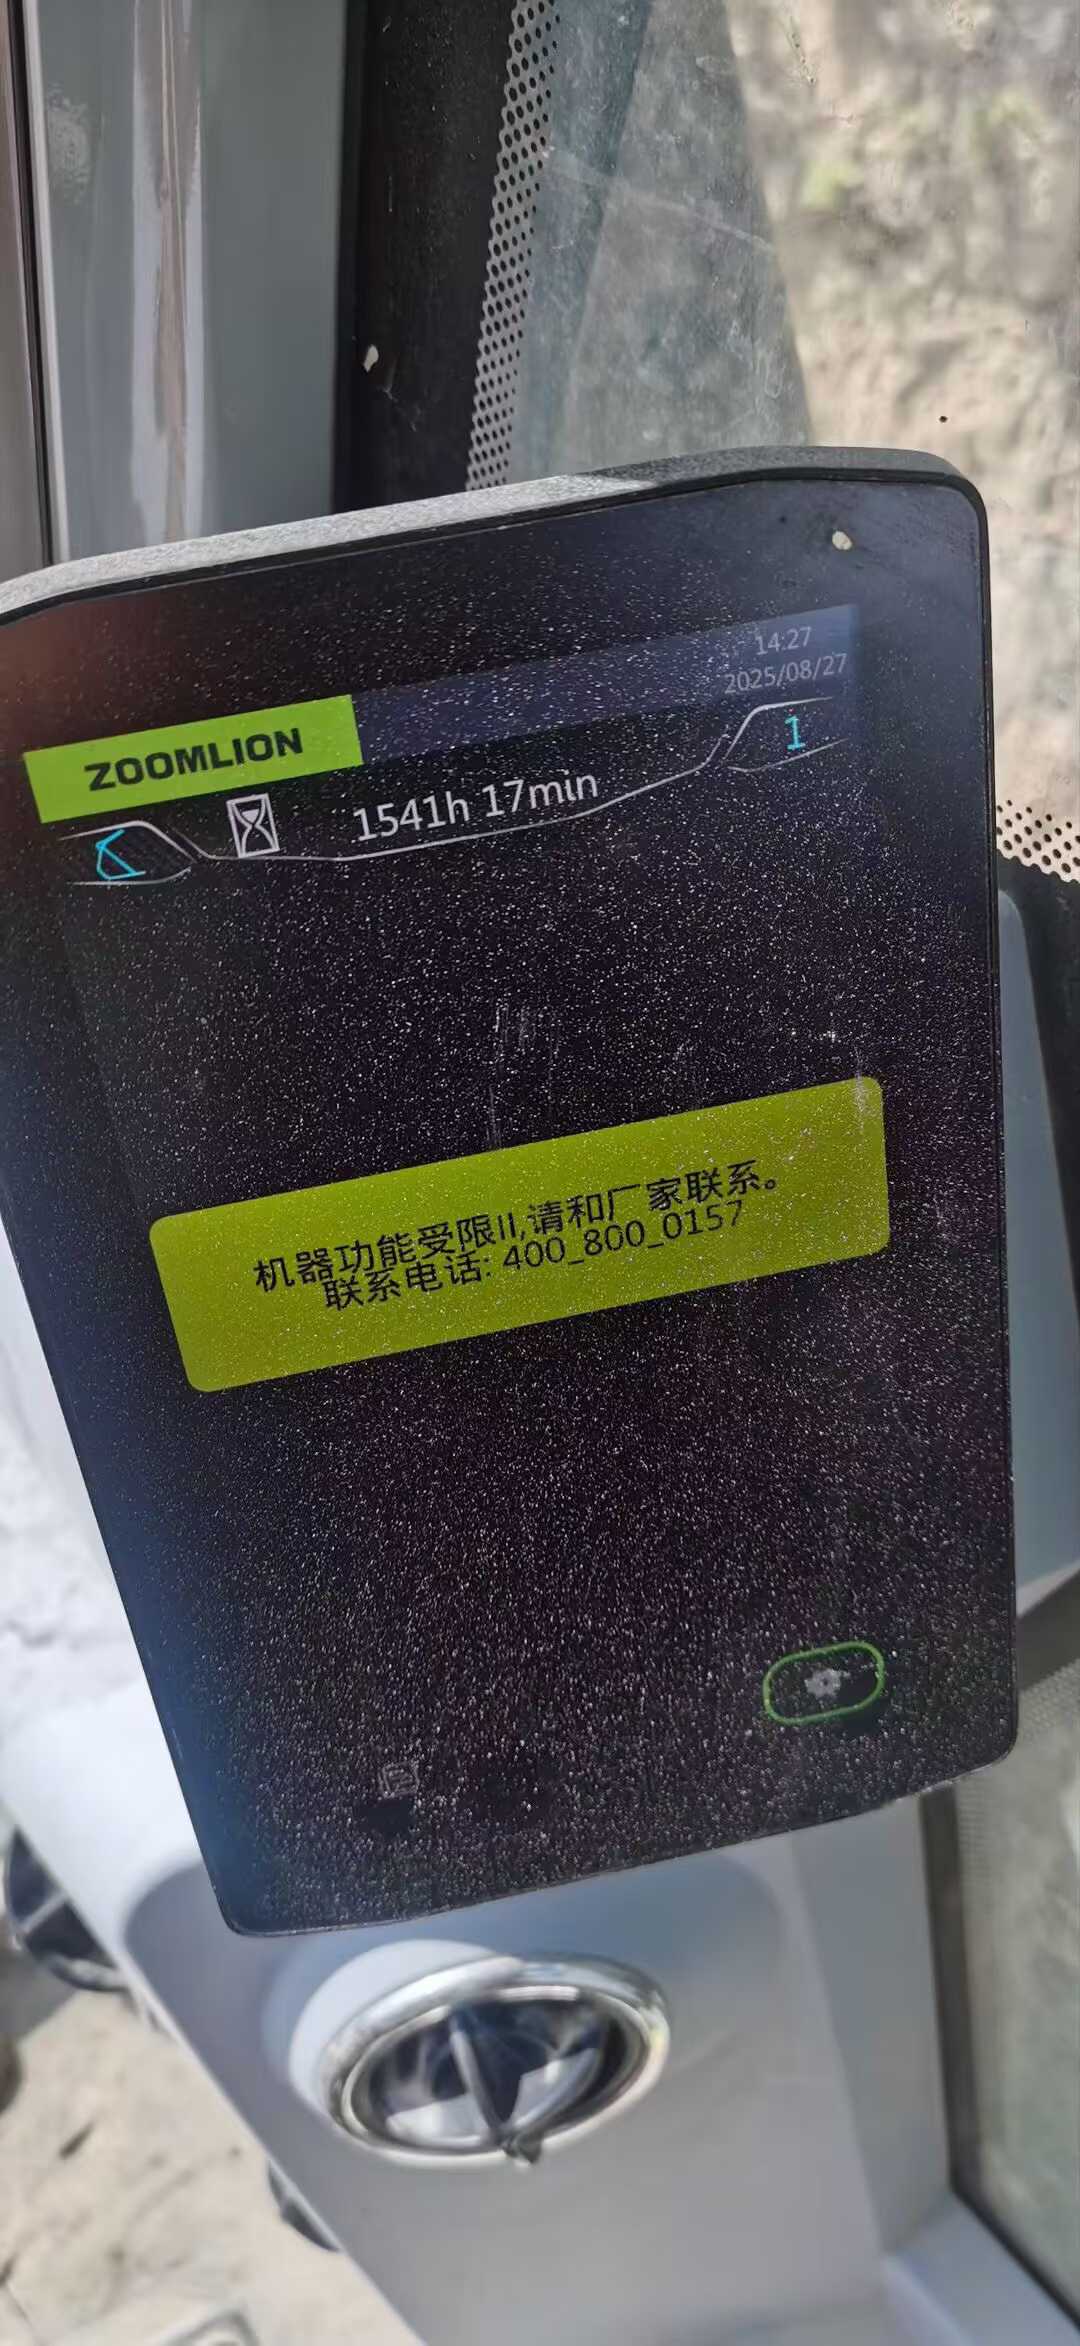 14:27
2025/08/27
ZOOMLION
1
1541h 17min
机器功能受限II,请和厂家联系。
联系电话: 400_800_0157